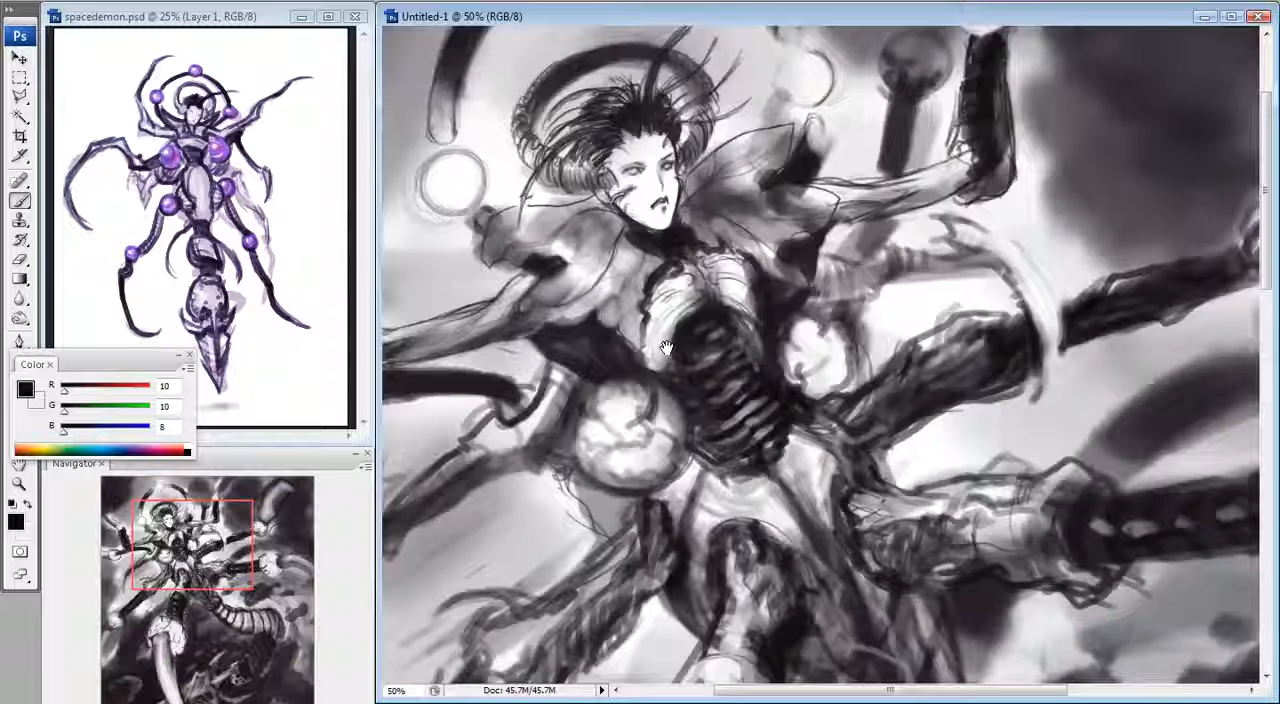 spacedemon.psd @ 25% (Layer 1, RGB/8)
Untitled-1 @ 50% (RGB/8)
Ps
Color
R 10
G 10
B 8
Navigator
50%
Doc: 45.7M/45.7M